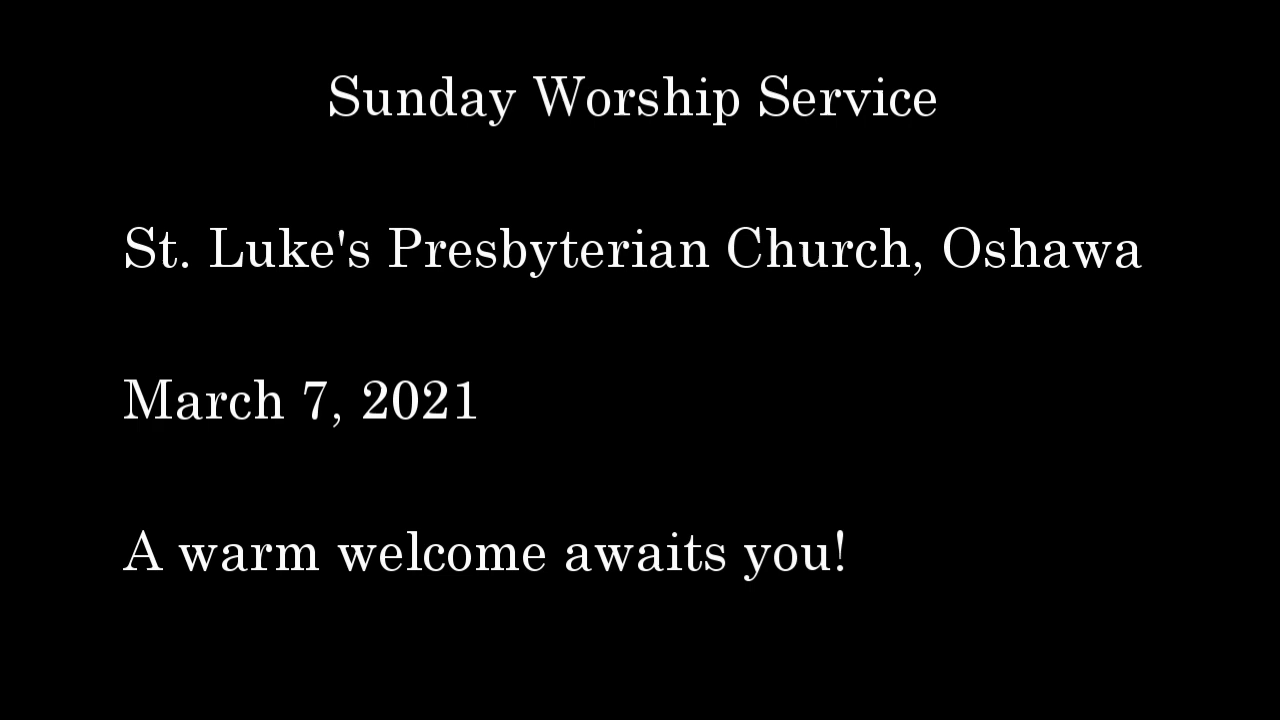 Sunday Worship Service
St. Luke's Presbyterian Church, Oshawa
March 7, 2021
A warm welcome awaits you!